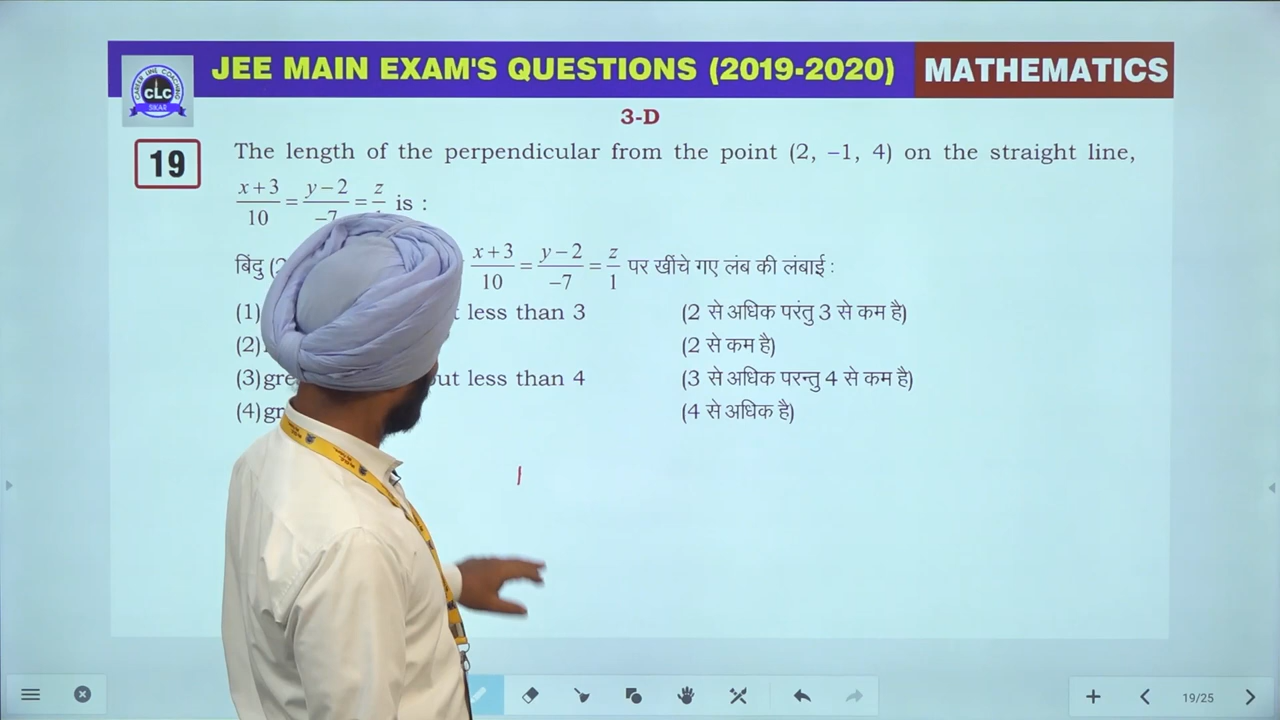 JEE MAIN EXAM'S QUESTIONS (2019-2020) MATHEMATICS
CAREER LINE COACHING CLC SIKAR
3-D
19 The length of the perpendicular from the point (2, –1, 4) on the straight line,
x+3/10 = y−2/−7 = z/ is :
बिंदु x+3/10 = y−2/−7 = z/1 पर खींचे गए लंब की लंबाई :
(1) less than 3 (2 से अधिक परंतु 3 से कम है)
(2) (2 से कम है)
(3) but less than 4 (3 से अधिक परन्तु 4 से कम है)
(4) (4 से अधिक है)
19/25